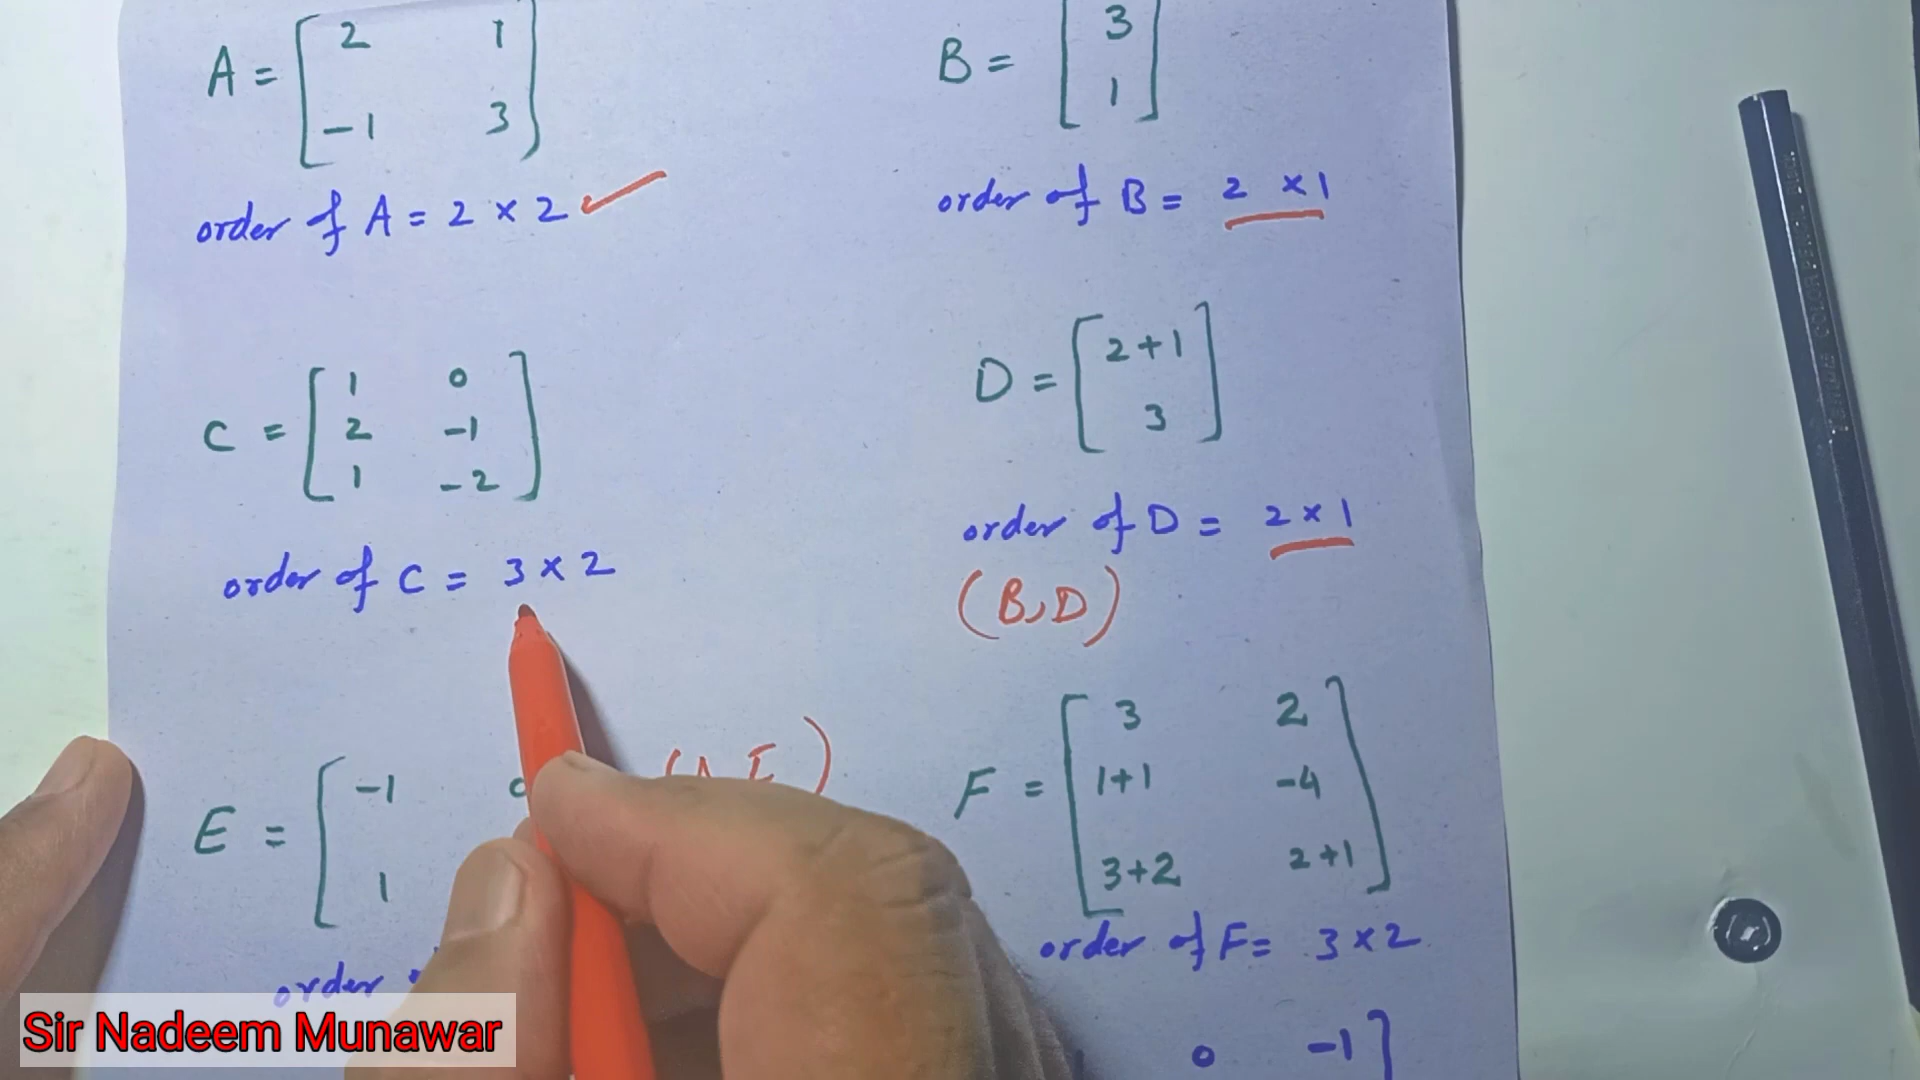 A = [ 2 1
-1 3 ]
order of A = 2 × 2 ✓
B = [ 3
1 ]
order of B = 2 × 1
C = [ 1 0
2 -1
1 -2 ]
order of C = 3 × 2
D = [ 2+1
3 ]
order of D = 2 × 1
(B,D)
E = [ -1
1
order
F = [ 3 2
1+1 -4
3+2 2+1 ]
order of F = 3 × 2
0 -1 ]
Sir Nadeem Munawar